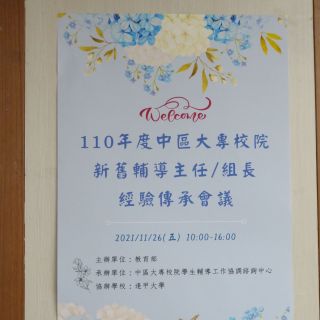 Welcome
110年度中區大專校院
新舊輔導主任/組長
經驗傳承會議
2021/11/26(五) 10:00-16:00
主辦單位：教育部
承辦單位：中區大專校院學生輔導工作協調諮詢中心
協辦學校：逢甲大學